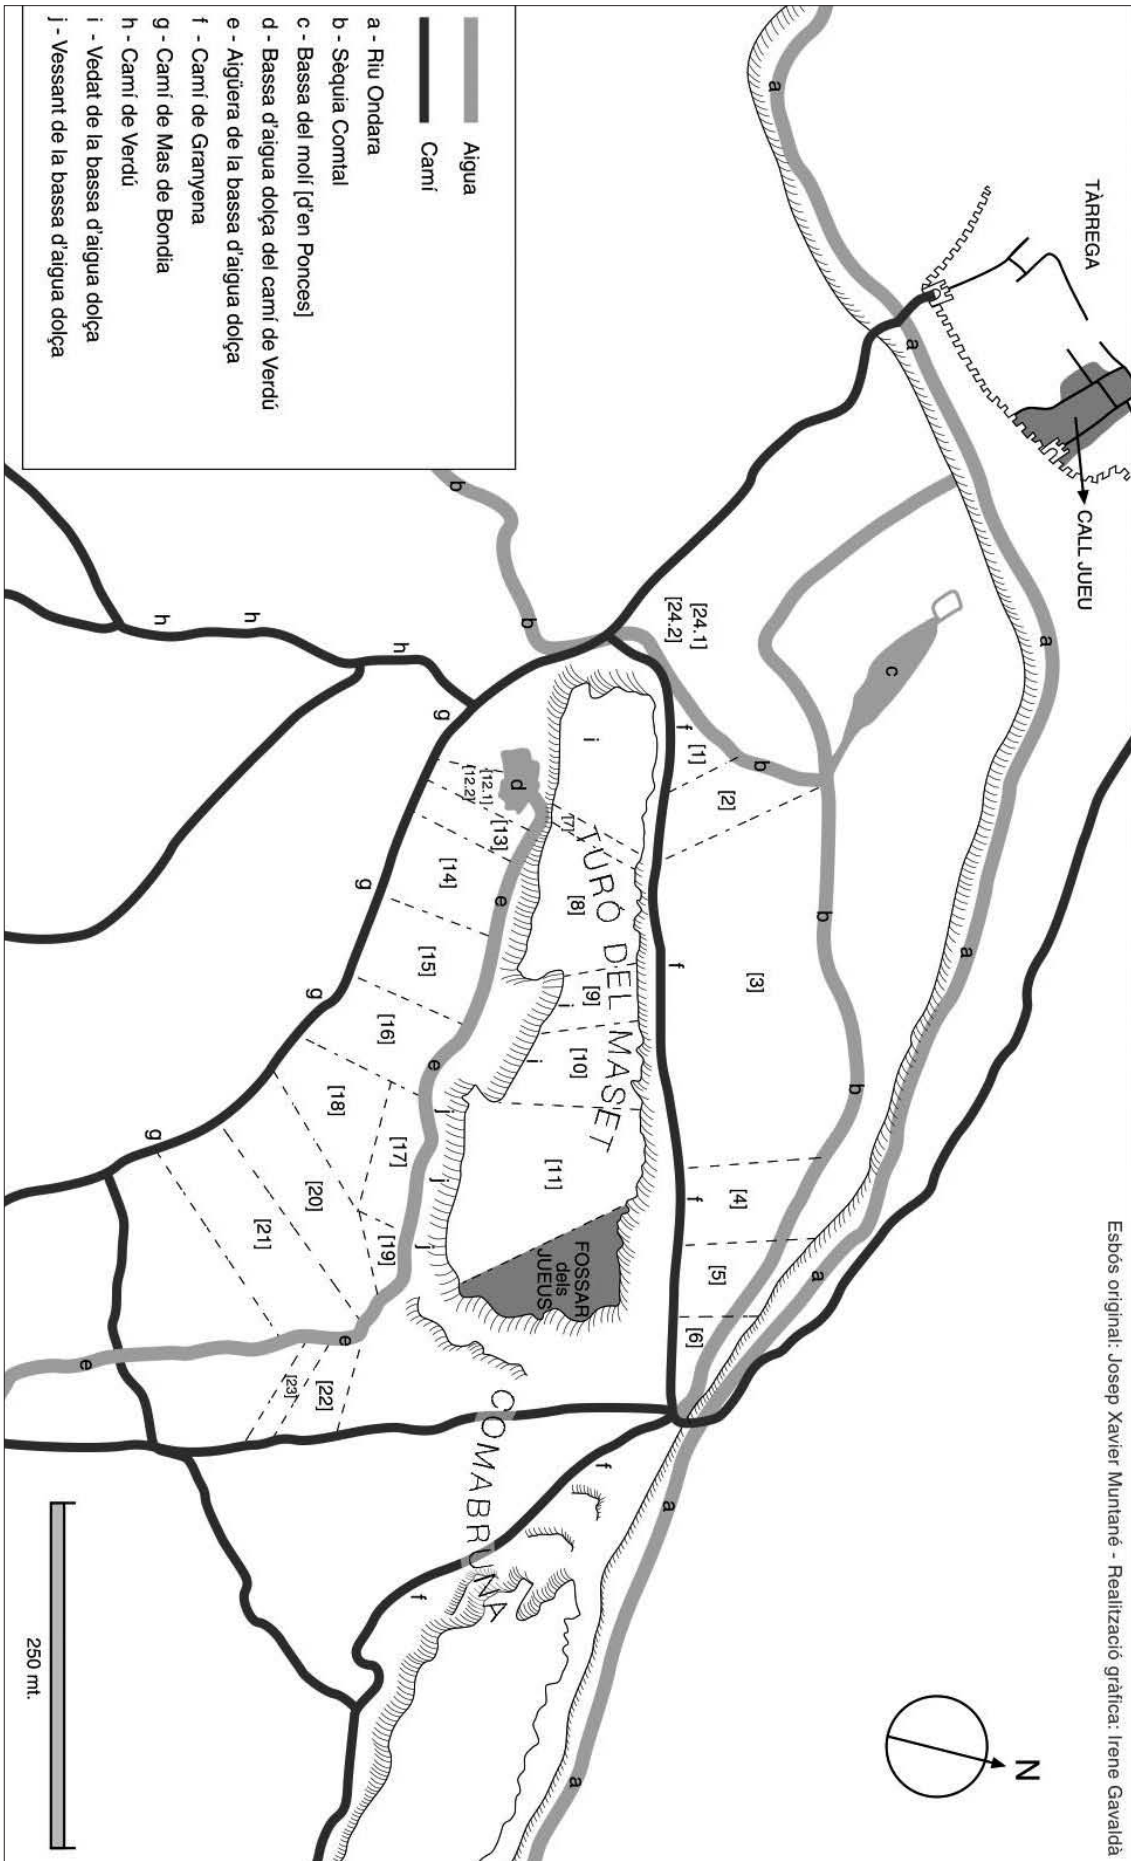 Esbós original: Josep Xavier Muntané - Realització gràfica: Irene Gavaldà
TÀRREGA
CALL JUEU
N
a
a
a
a
a
a
a
c
b
b
b
b
b
[24.1]
[24.2]
f
f
f
f
f
[1]
[2]
[3]
[4]
[5]
[6]
TURÓ DEL MASET
i
i
i
[7]
[8]
[9]
[10]
[11]
FOSSAR
dels
JUEUS
j
j
j
d
e
e
e
e
[12.1]
[12.2]
[13]
[14]
[15]
[16]
[17]
[18]
[19]
[20]
[21]
[22]
[23]
g
g
g
g
h
h
h
COMABRUNA
Aigua
Camí
a - Riu Ondara
b - Sèquia Comtal
c - Bassa del molí [d'en Ponces]
d - Bassa d'aigua dolça del camí de Verdú
e - Aigüera de la bassa d'aigua dolça
f - Camí de Granyena
g - Camí de Mas de Bondia
h - Camí de Verdú
i - Vedat de la bassa d'aigua dolça
j - Vessant de la bassa d'aigua dolça
250 mt.